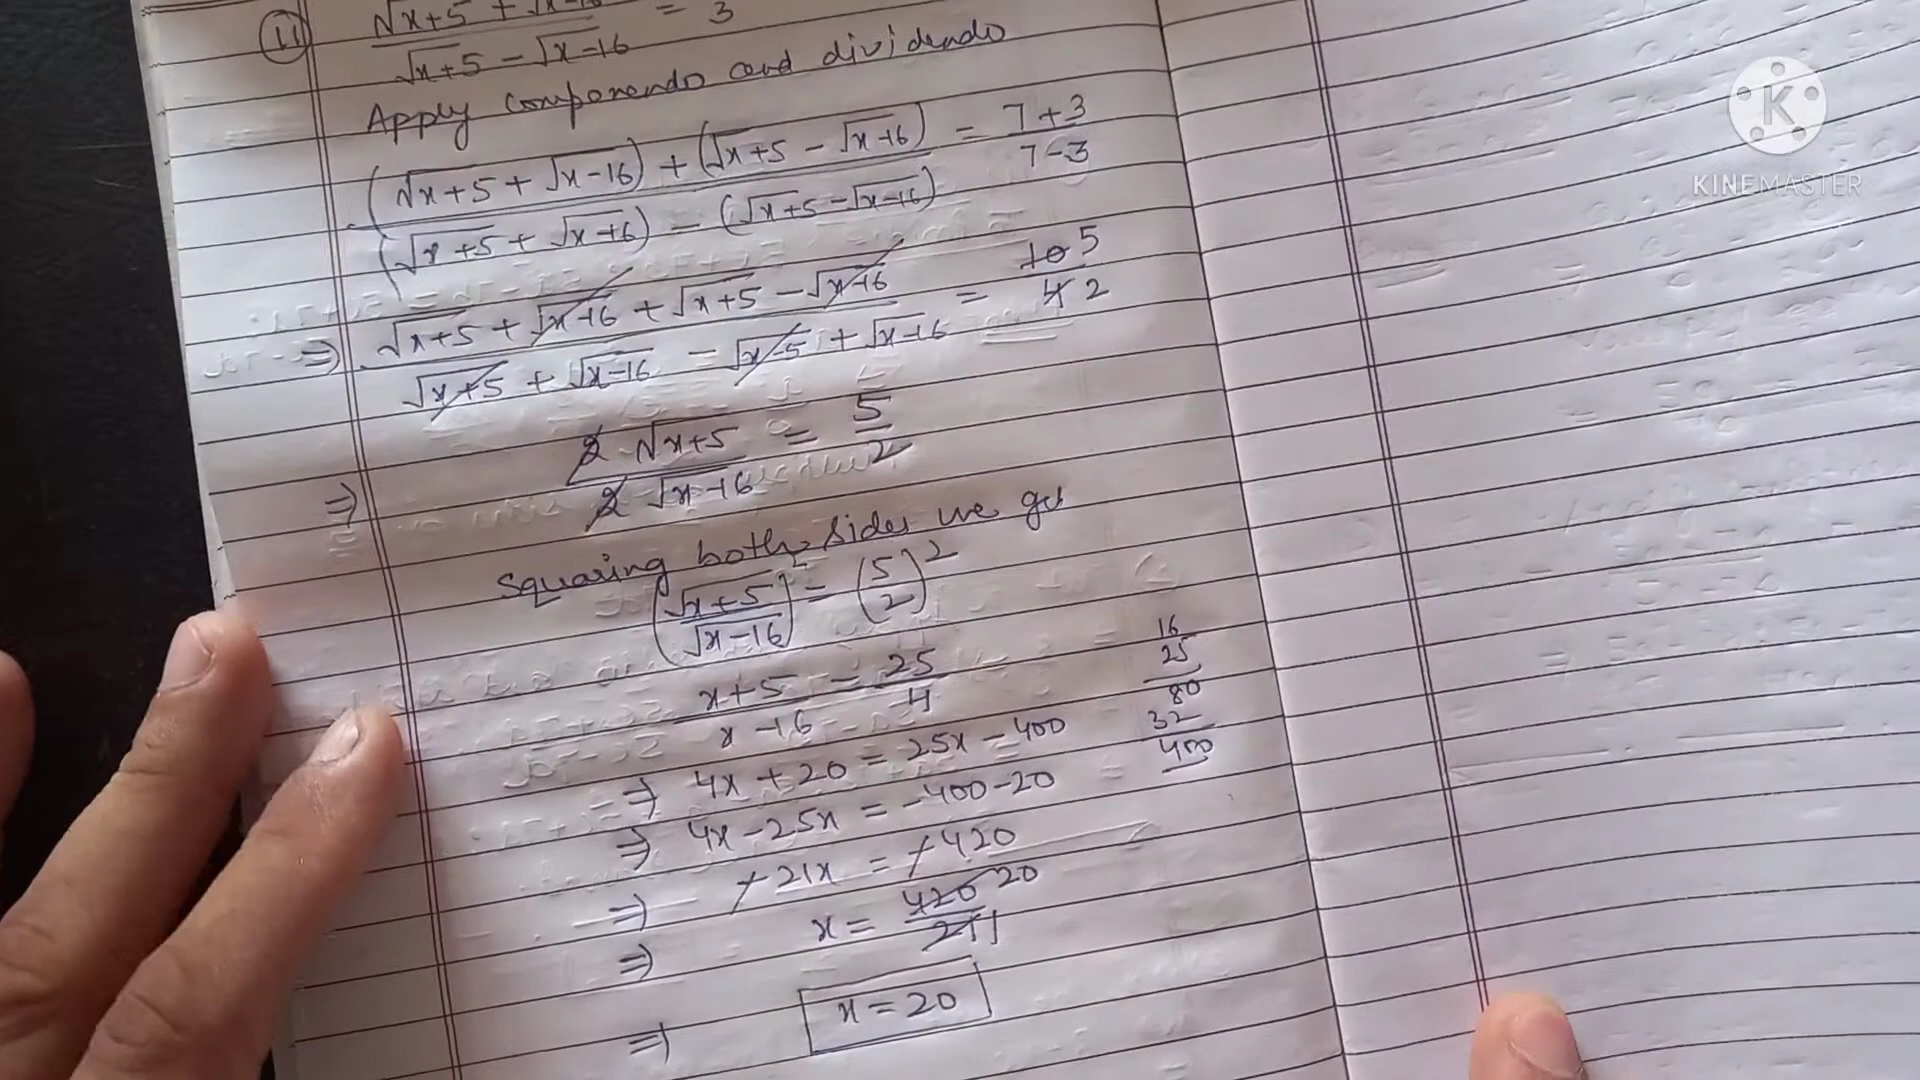 (11) (√x+5 + √x-16)/(√x+5 - √x-16) = /3
Apply componendo and dividendo
((√x+5 + √x-16) + (√x+5 - √x-16))/((√x+5 + √x-16) - (√x+5 - √x-16)) = (7+3)/(7-3)
⇒ (√x+5 + √x-16 + √x+5 - √x-16)/(√x+5 + √x-16 - √x-5 + √x-16) = 10 5/4 2
⇒ (2 √x+5)/(2 √x-16) = 5/2
Squaring both sides we get
(√x+5/√x-16)² = (5/2)²
(x+5)/(x-16) = 25/4
⇒ 4x + 20 = 25x - 400
⇒ 4x - 25x = -400 - 20
⇒ -21x = -420
⇒ x = 420 20/21 1
⇒ x = 20
16
25
80
32
400
K
KINEMASTER